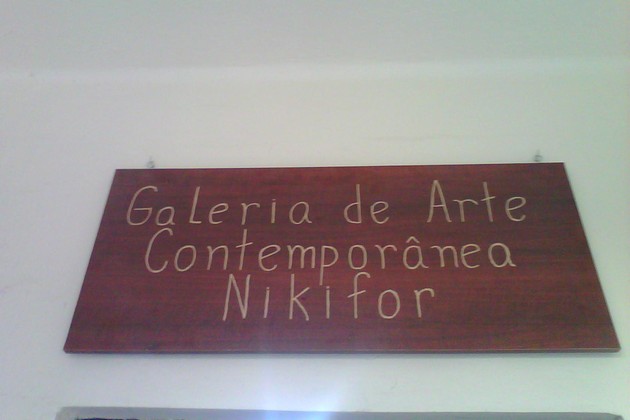 Galeria de Arte
Contemporânea
Nikifor